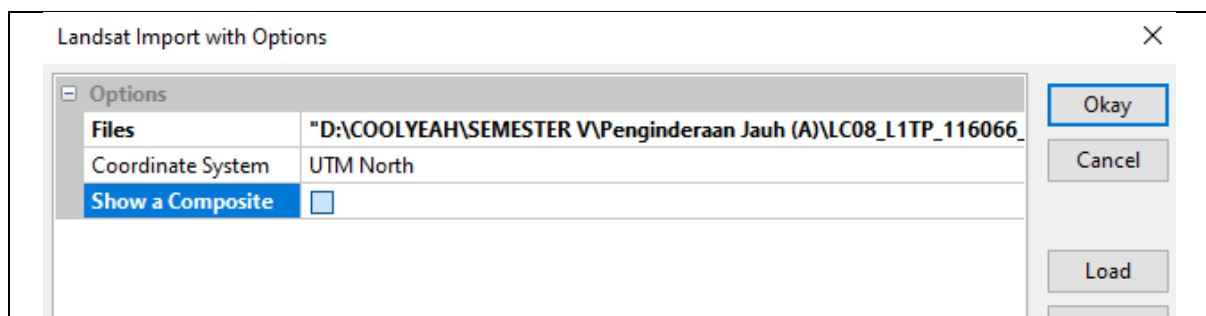 Landsat Import with Options
Options
Okay
Files "D:\COOLYEAH\SEMESTER V\Penginderaan Jauh (A)\LC08_L1TP_116066_
Coordinate System UTM North
Cancel
Show a Composite
Load